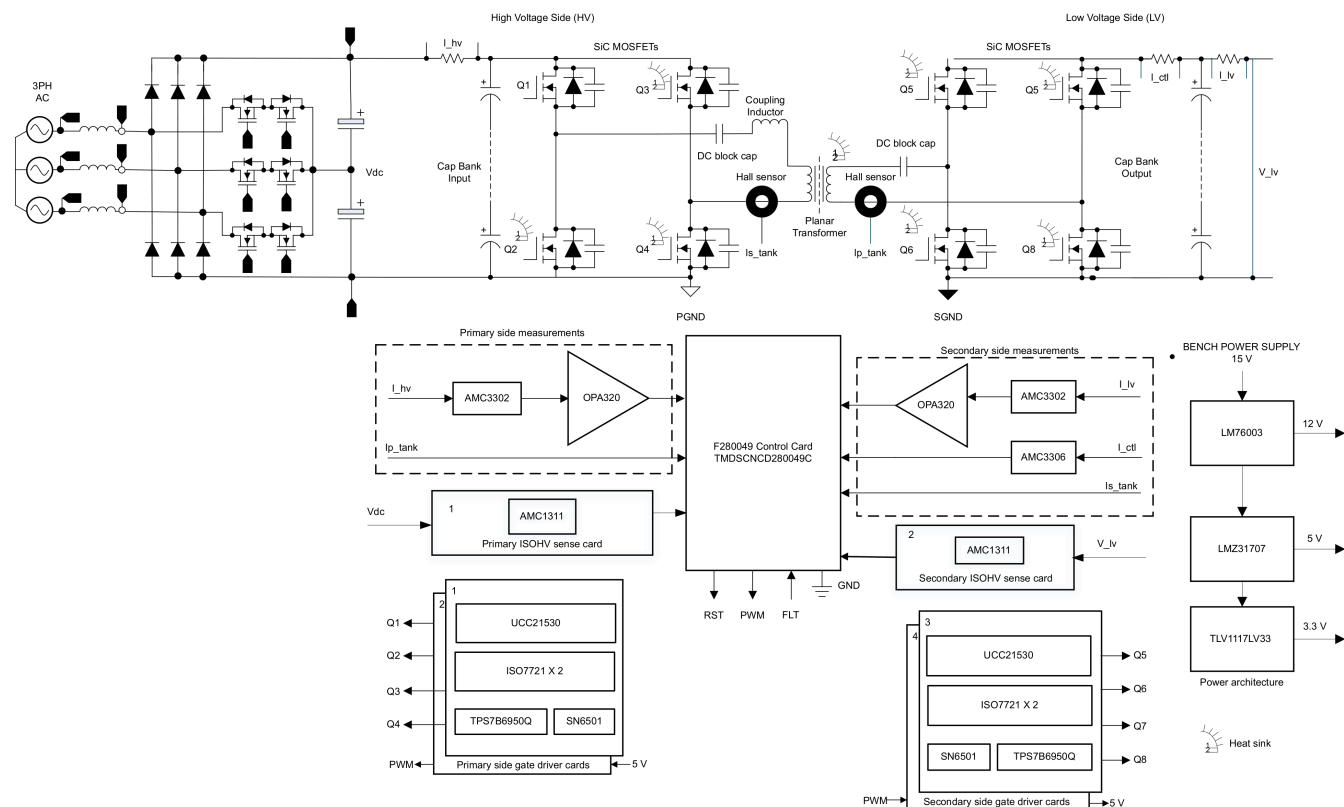 High Voltage Side (HV)
Low Voltage Side (LV)
3PH
AC
I_hv
SiC MOSFETs
SiC MOSFETs
Q1
Q3
Q5
Q5
I_ctl
I_lv
Coupling
Inductor
DC block cap
DC block cap
Vdc
Cap Bank
Input
Hall sensor
Hall sensor
Cap Bank
Output
V_lv
Planar
Transformer
Q2
Q4
Is_tank
Ip_tank
Q6
Q8
PGND
SGND
Primary side measurements
I_hv
AMC3302
OPA320
Ip_tank
Vdc
1
AMC1311
Primary ISOHV sense card
F280049 Control Card
TMDSCNCD280049C
RST
PWM
FLT
GND
Secondary side measurements
OPA320
AMC3302
I_lv
AMC3306
I_ctl
Is_tank
2
AMC1311
V_lv
Secondary ISOHV sense card
BENCH POWER SUPPLY
15 V
LM76003
12 V
LMZ31707
5 V
TLV1117LV33
3.3 V
Power architecture
Heat sink
1
2
UCC21530
ISO7721 X 2
TPS7B6950Q
SN6501
Q1
Q2
Q3
Q4
PWM
Primary side gate driver cards
5 V
3
4
UCC21530
ISO7721 X 2
SN6501
TPS7B6950Q
Q5
Q6
Q7
Q8
PWM
Secondary side gate driver cards
5 V